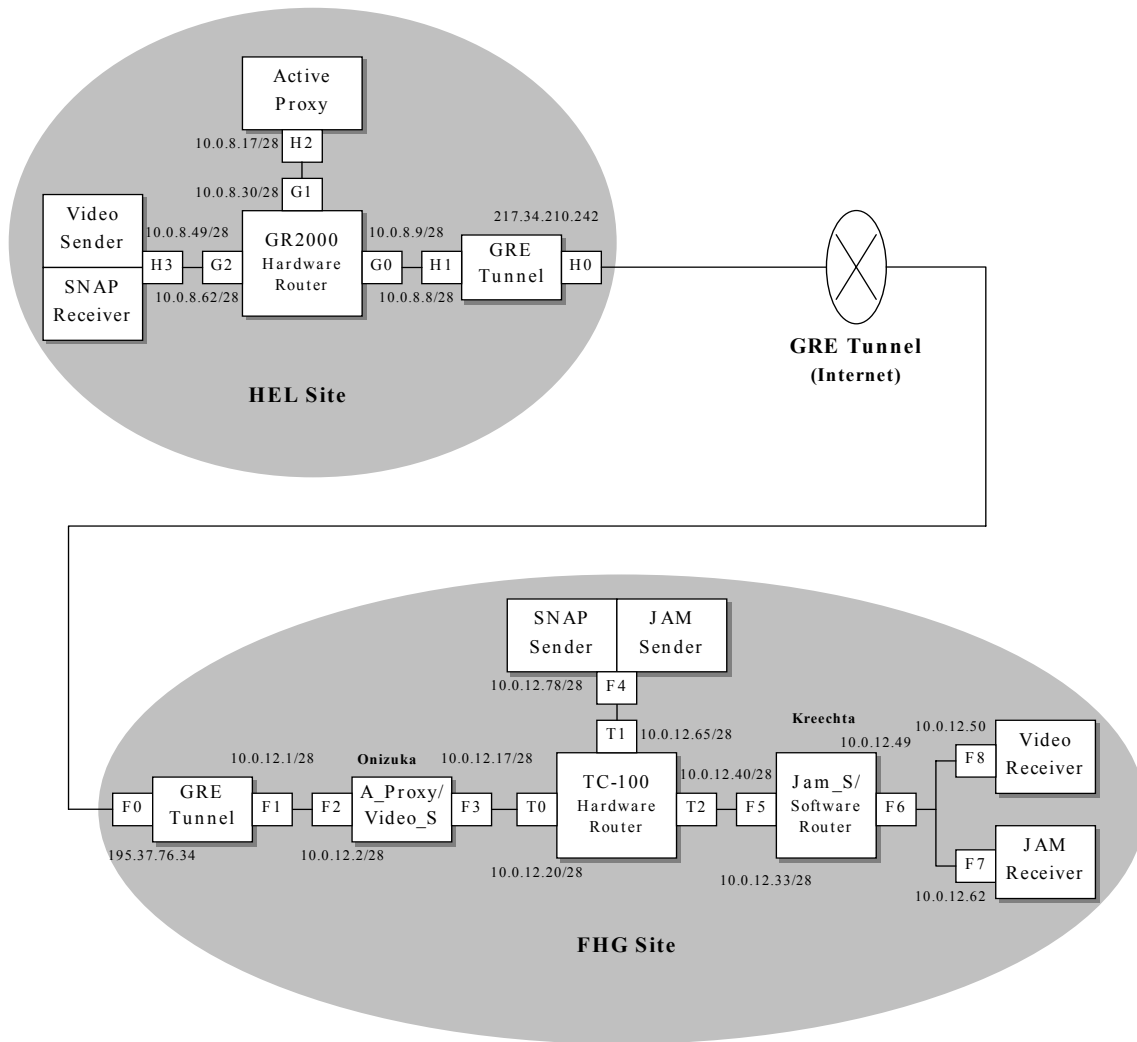 Active
Proxy
10.0.8.17/28
H2
10.0.8.30/28
G1
Video
Sender
SNAP
Receiver
10.0.8.49/28
H3
G2
10.0.8.62/28
GR2000
Hardware
Router
10.0.8.9/28
G0
H1
10.0.8.8/28
217.34.210.242
GRE
Tunnel
H0
HEL Site
GRE Tunnel
(Internet)
SNAP
Sender
JAM
Sender
10.0.12.78/28
F4
T1
10.0.12.65/28
F0
GRE
Tunnel
195.37.76.34
10.0.12.1/28
F1
F2
10.0.12.2/28
Onizuka
A_Proxy/
Video_S
10.0.12.17/28
F3
T0
10.0.12.20/28
TC-100
Hardware
Router
10.0.12.40/28
T2
F5
10.0.12.33/28
Kreechta
Jam_S/
Software
Router
10.0.12.49
F6
10.0.12.50
F8
Video
Receiver
F7
10.0.12.62
JAM
Receiver
FHG Site